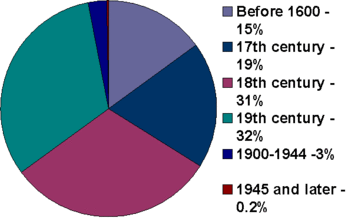 Before 1600 -
15%
17th century -
19%
18th century -
31%
19th century -
32%
1900-1944 -3%
1945 and later -
0.2%